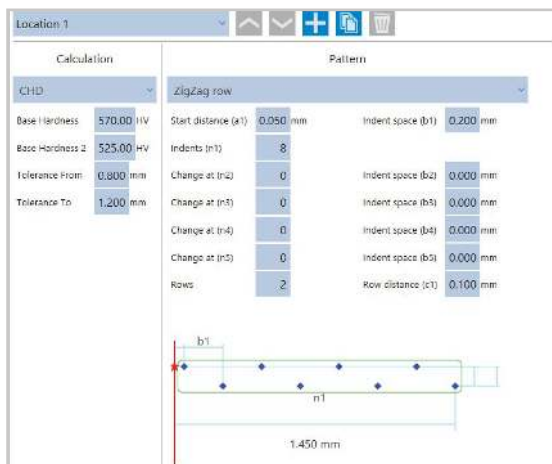 Location 1
Calculation
Pattern
CHD
ZigZag row
Base Hardness 570.00 HV
Start distance (a1) 0.050 mm
Indent space (b1) 0.200 mm
Base Hardness 2 525.00 HV
Indents (n1) 8
Tolerance From 0.800 mm
Change at (n2) 0
Indent space (b2) 0.000 mm
Tolerance To 1.200 mm
Change at (n3) 0
Indent space (b3) 0.000 mm
Change at (n4) 0
Indent space (b4) 0.000 mm
Change at (n5) 0
Indent space (b5) 0.000 mm
Rows 2
Row distance (c1) 0.100 mm
b1
n1
1.450 mm